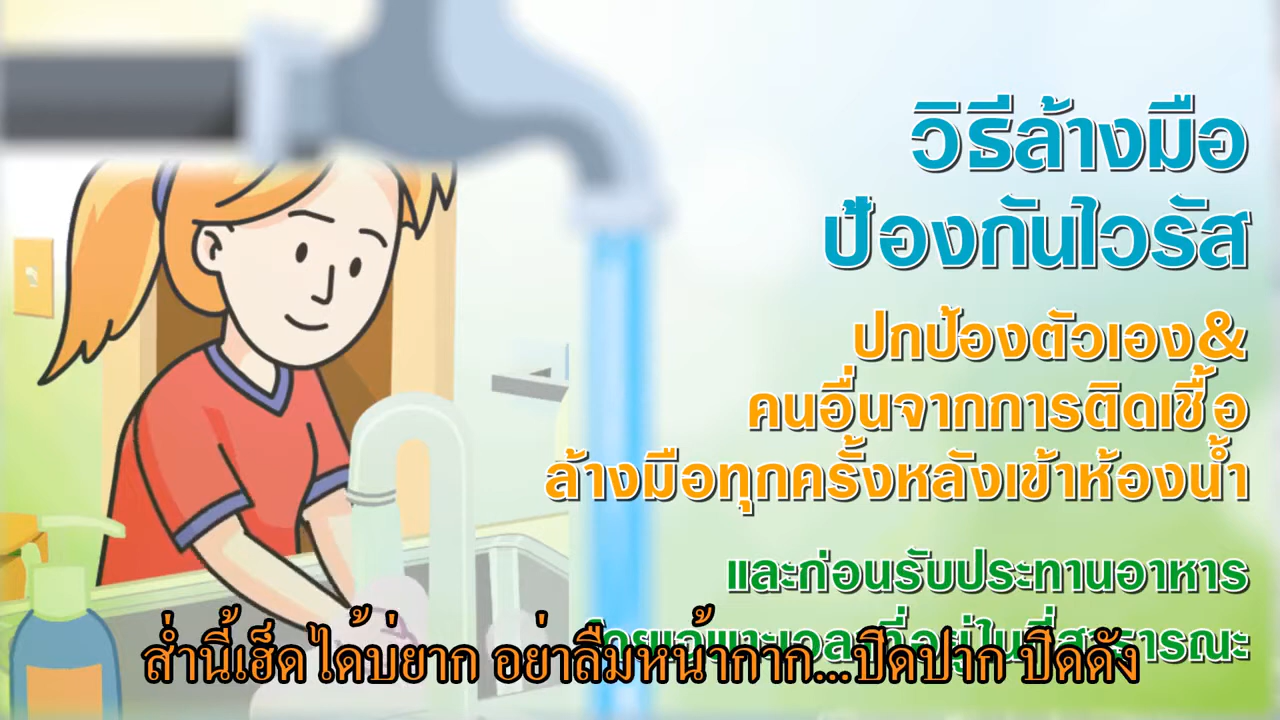 วิธีล้างมือ
ป้องกันไวรัส
ปกป้องตัวเอง&
คนอื่นจากการติดเชื้อ
ล้างมือทุกครั้งหลังเข้าห้องน้ำ
และก่อนรับประทานอาหาร
ส่ำนี้เฮ็ดได้บ่ยาก อย่าลืมหน้ากาก...ปิดปาก ปิดดัง